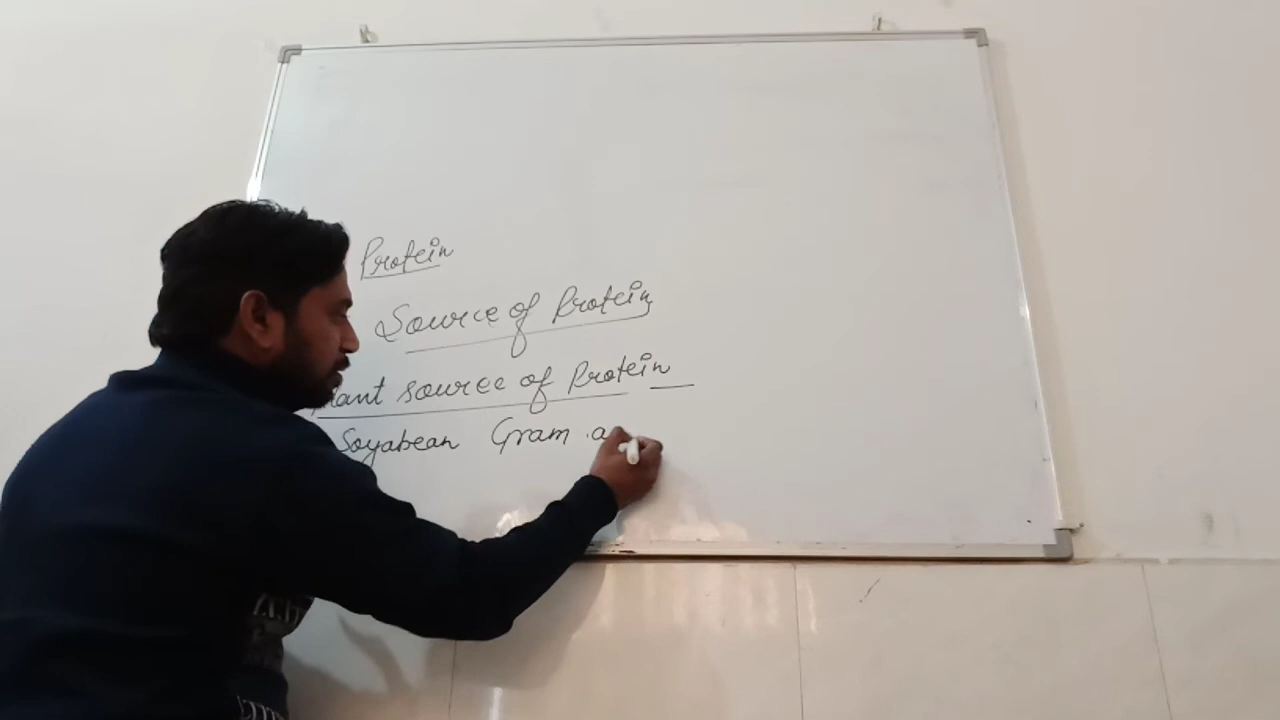 Protein
Source of Protein
Plant source of Protein
Soyabean Gram a